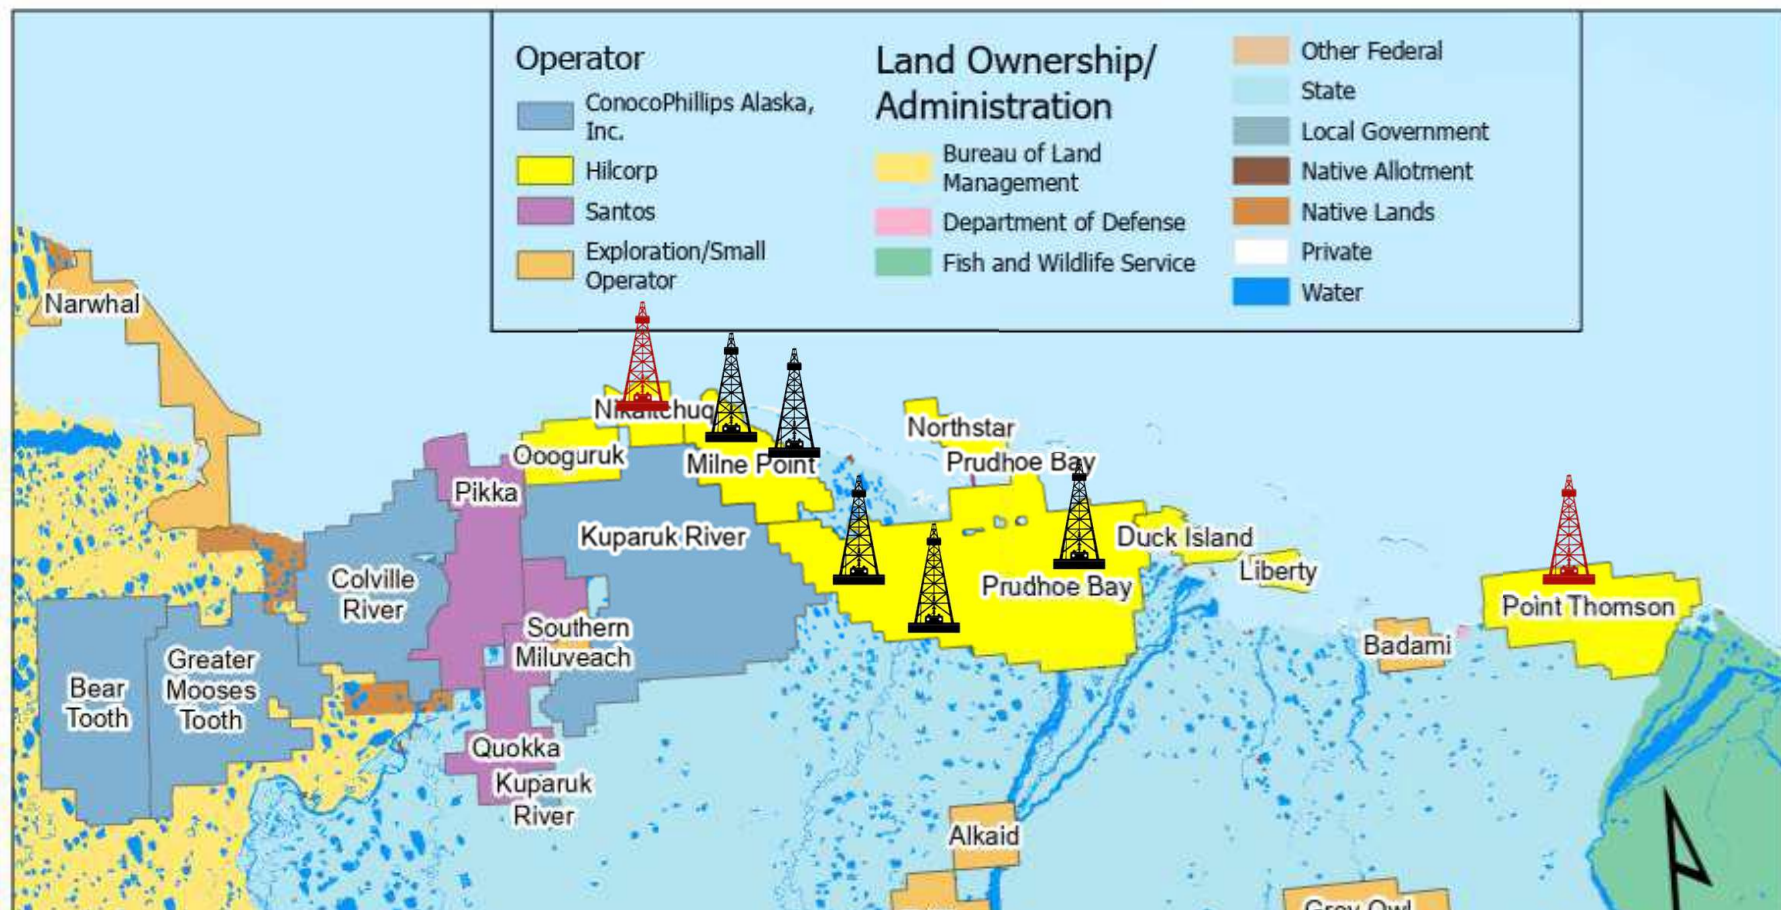 Operator
ConocoPhillips Alaska,
Inc.
Hilcorp
Santos
Exploration/Small
Operator
Land Ownership/
Administration
Bureau of Land
Management
Department of Defense
Fish and Wildlife Service
Other Federal
State
Local Government
Native Allotment
Native Lands
Private
Water
Narwhal
Nikaitchuq
Oooguruk
Milne Point
Northstar
Prudhoe Bay
Pikka
Kuparuk River
Duck Island
Liberty
Colville
River
Prudhoe Bay
Point Thomson
Southern
Miluveach
Badami
Greater
Mooses
Tooth
Bear
Tooth
Quokka
Kuparuk
River
Alkaid
Grey Owl